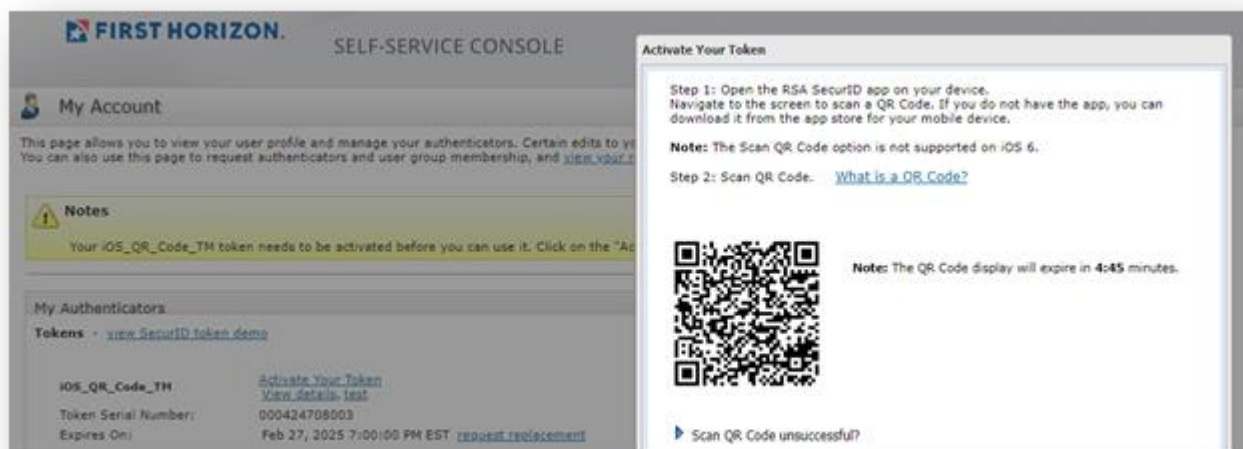 FIRST HORIZON.
SELF-SERVICE CONSOLE
My Account
This page allows you to view your user profile and manage your authenticators. Certain edits to
You can also use this page to request authenticators and user group membership, and view your
Notes
Your iOS_QR_Code_TM token needs to be activated before you can use it. Click on the
My Authenticators
Tokens - view SecurID token demo
iOS_QR_Code_TM
Activate Your Token
View details, test
Token Serial Number: 000424708003
Expires On: Feb 27, 2025 7:00:00 PM EST request replacement
Activate Your Token
Step 1: Open the RSA SecurID app on your device.
Navigate to the screen to scan a QR Code. If you do not have the app, you can
download it from the app store for your mobile device.
Note: The Scan QR Code option is not supported on iOS 6.
Step 2: Scan QR Code. What is a QR Code?
Note: The QR Code display will expire in 4:45 minutes.
Scan QR Code unsuccessful?